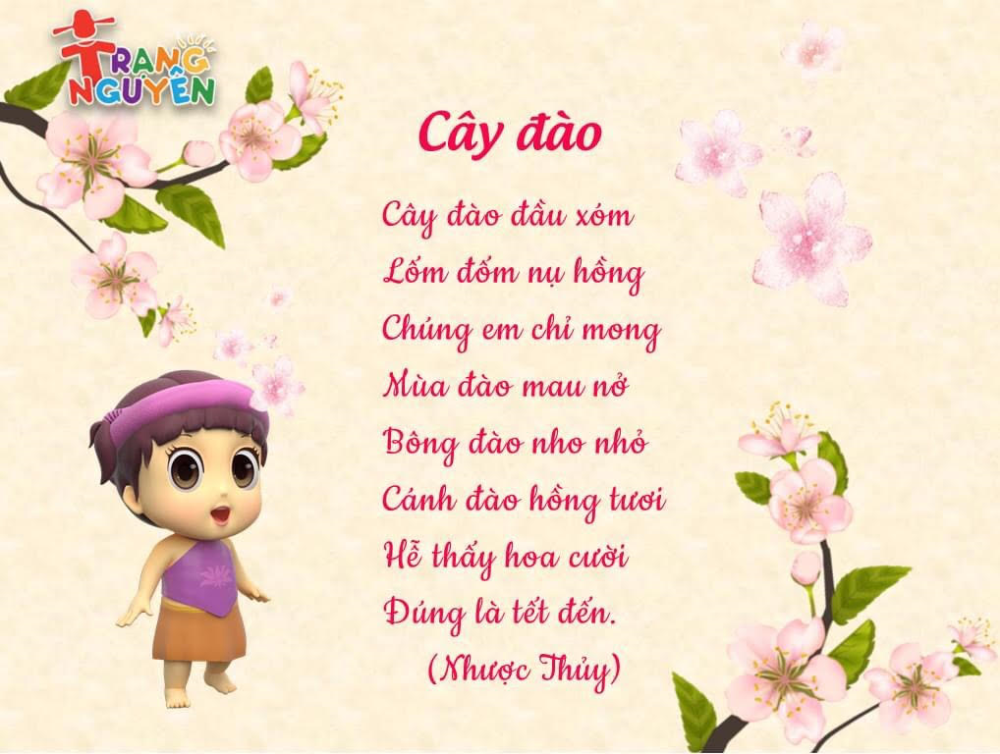 TRẠNG
NGUYÊN
Cây đào
Cây đào đầu xóm
Lốm đốm nụ hồng
Chúng em chỉ mong
Mùa đào mau nở
Bông đào nho nhỏ
Cánh đào hồng tươi
Hễ thấy hoa cười
Đúng là tết đến.
(Nhược Thủy)